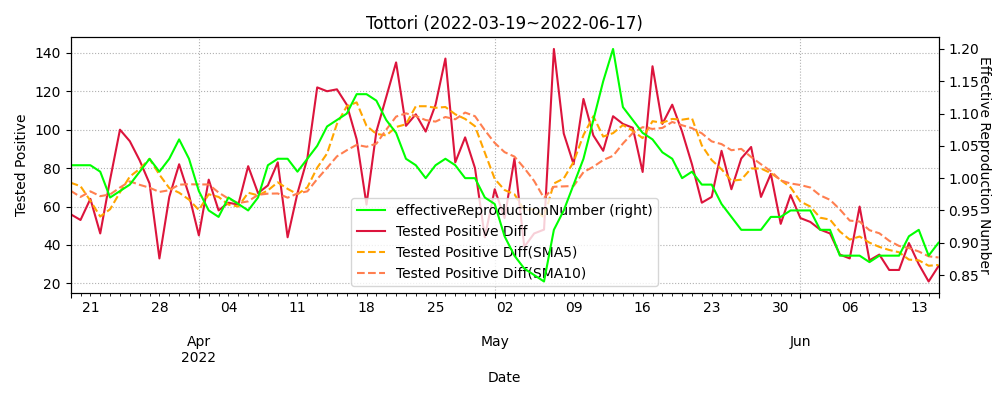 Tottori (2022-03-19~2022-06-17)
Tested Positive
140
120
100
80
60
40
20
1.20
1.15
1.10
1.05
1.00
0.95
0.90
0.85
Effective Reproduction Number
effectiveReproductionNumber (right)
Tested Positive Diff
Tested Positive Diff(SMA5)
Tested Positive Diff(SMA10)
21 28 04 11 18 25 02 09 16 23 30 06 13
Apr May Jun
2022
Date